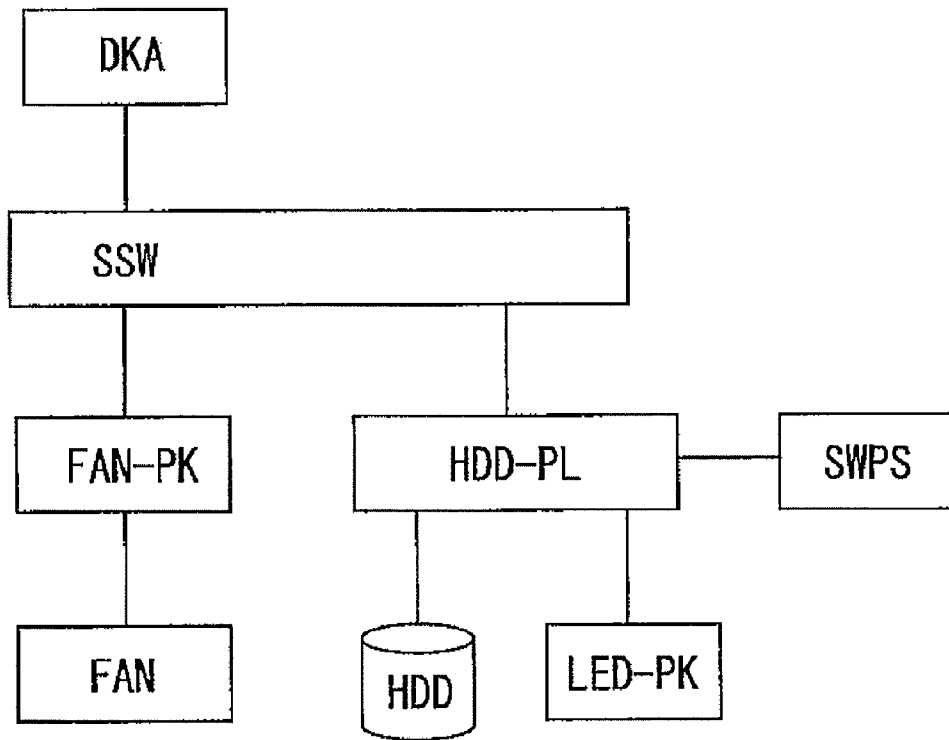 DKA
SSW
FAN-PK
HDD-PL
SWPS
FAN
HDD
LED-PK